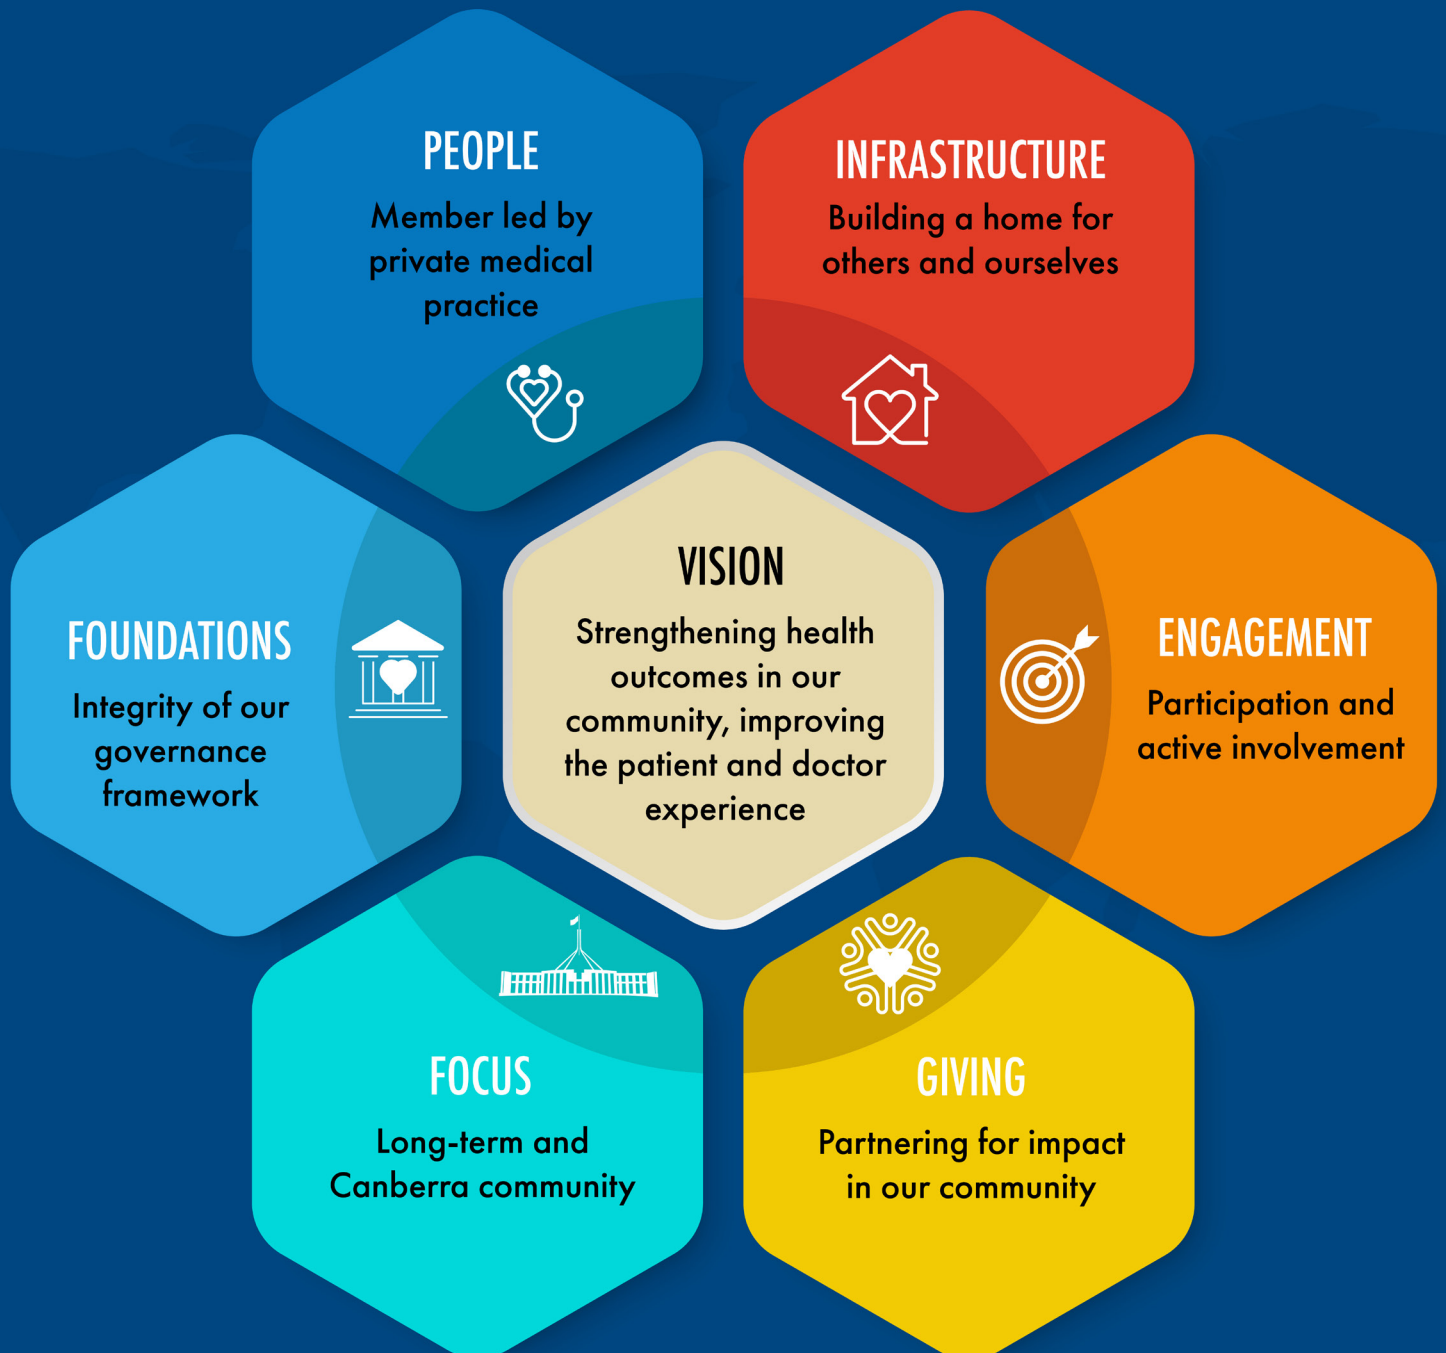 PEOPLE
Member led by
private medical
practice
INFRASTRUCTURE
Building a home for
others and ourselves
FOUNDATIONS
Integrity of our
governance
framework
VISION
Strengthening health
outcomes in our
community, improving
the patient and doctor
experience
ENGAGEMENT
Participation and
active involvement
FOCUS
Long-term and
Canberra community
GIVING
Partnering for impact
in our community